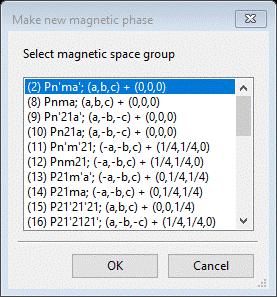 Make new magnetic phase
Select magnetic space group
(2) Pn'ma'; (a,b,c) + (0,0,0)
(8) Pnma; (a,b,c) + (0,0,0)
(9) Pn'21a'; (a,-b,-c) + (0,0,0)
(10) Pn21a; (a,-b,-c) + (0,0,0)
(11) Pn'm'21; (-a,-b,c) + (1/4,1/4,0)
(12) Pnm21; (-a,-b,c) + (1/4,1/4,0)
(13) P21m'a'; (-a,-b,c) + (0,1/4,1/4)
(14) P21ma; (-a,-b,c) + (0,1/4,1/4)
(15) P21'21'21; (a,b,c) + (0,0,1/4)
(16) P21'2121'; (a,-b,-c) + (1/4,1/4,0)
OK
Cancel